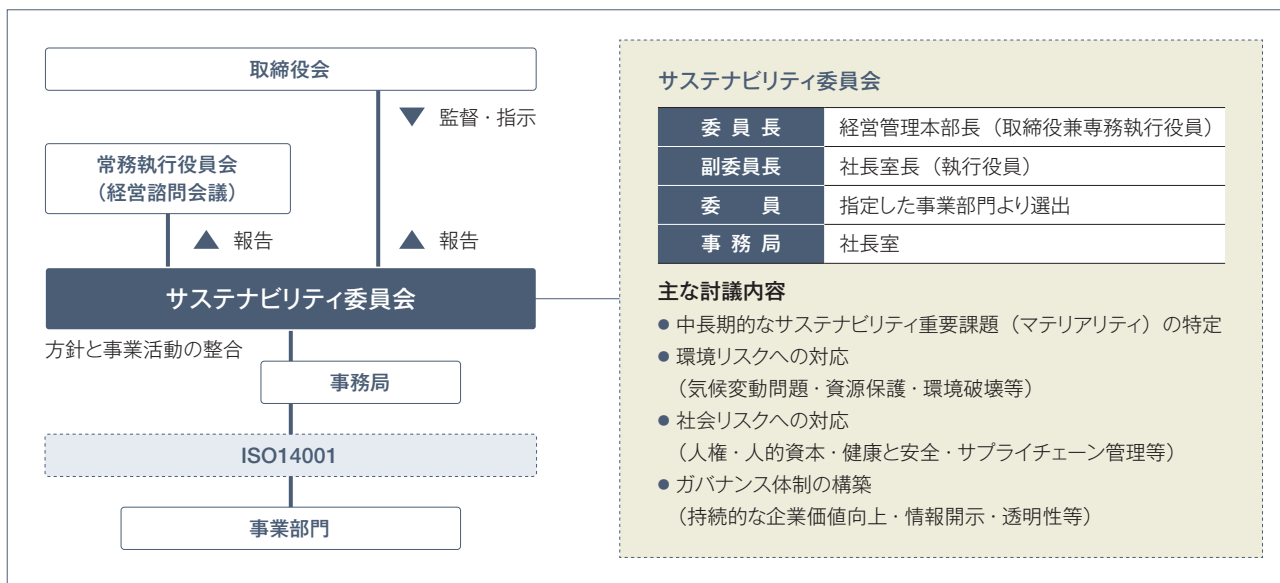 取締役会
▼ 監督・指示
常務執行役員会
（経営諮問会議）
▲ 報告
▲ 報告
サステナビリティ委員会
方針と事業活動の整合
事務局
ISO14001
事業部門
サステナビリティ委員会
委員長 経営管理本部長（取締役兼専務執行役員）
副委員長 社長室長（執行役員）
委　員 指定した事業部門より選出
事務局 社長室
主な討議内容
● 中長期的なサステナビリティ重要課題（マテリアリティ）の特定
● 環境リスクへの対応
（気候変動問題・資源保護・環境破壊等）
● 社会リスクへの対応
（人権・人的資本・健康と安全・サプライチェーン管理等）
● ガバナンス体制の構築
（持続的な企業価値向上・情報開示・透明性等）